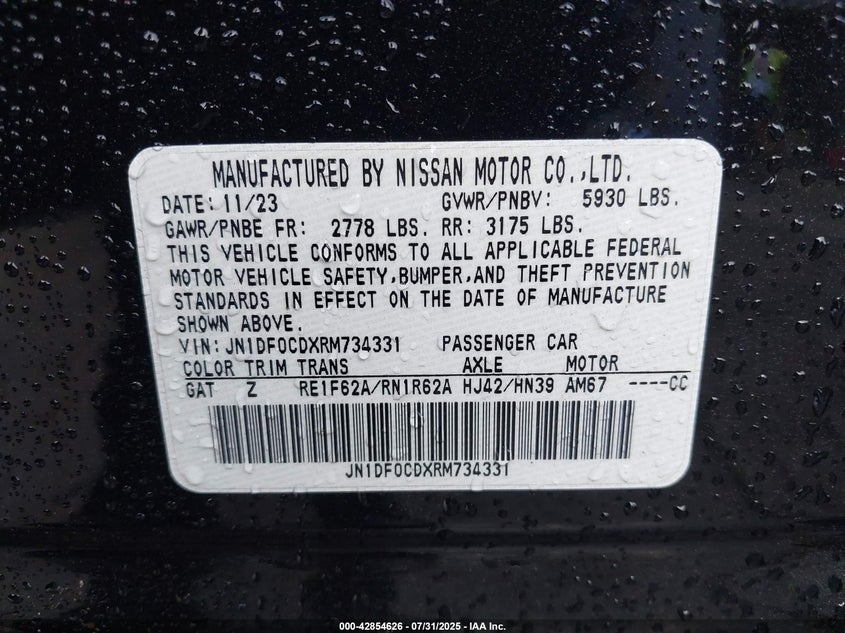 MANUFACTURED BY NISSAN MOTOR CO.,LTD.
DATE: 11/23 GVWR/PNBV: 5930 LBS.
GAWR/PNBE FR: 2778 LBS. RR: 3175 LBS.
THIS VEHICLE CONFORMS TO ALL APPLICABLE FEDERAL
MOTOR VEHICLE SAFETY,BUMPER,AND THEFT PREVENTION
STANDARDS IN EFFECT ON THE DATE OF MANUFACTURE
SHOWN ABOVE.
VIN:JN1DF0CDXRM734331 PASSENGER CAR
COLOR TRIM TRANS AXLE MOTOR
GAT Z RE1F62A/RN1R62A HJ42/HN39 AM67 ----CC
JN1DF0CDXRM734331
000-42854626 - 07/31/2025 - IAA Inc.